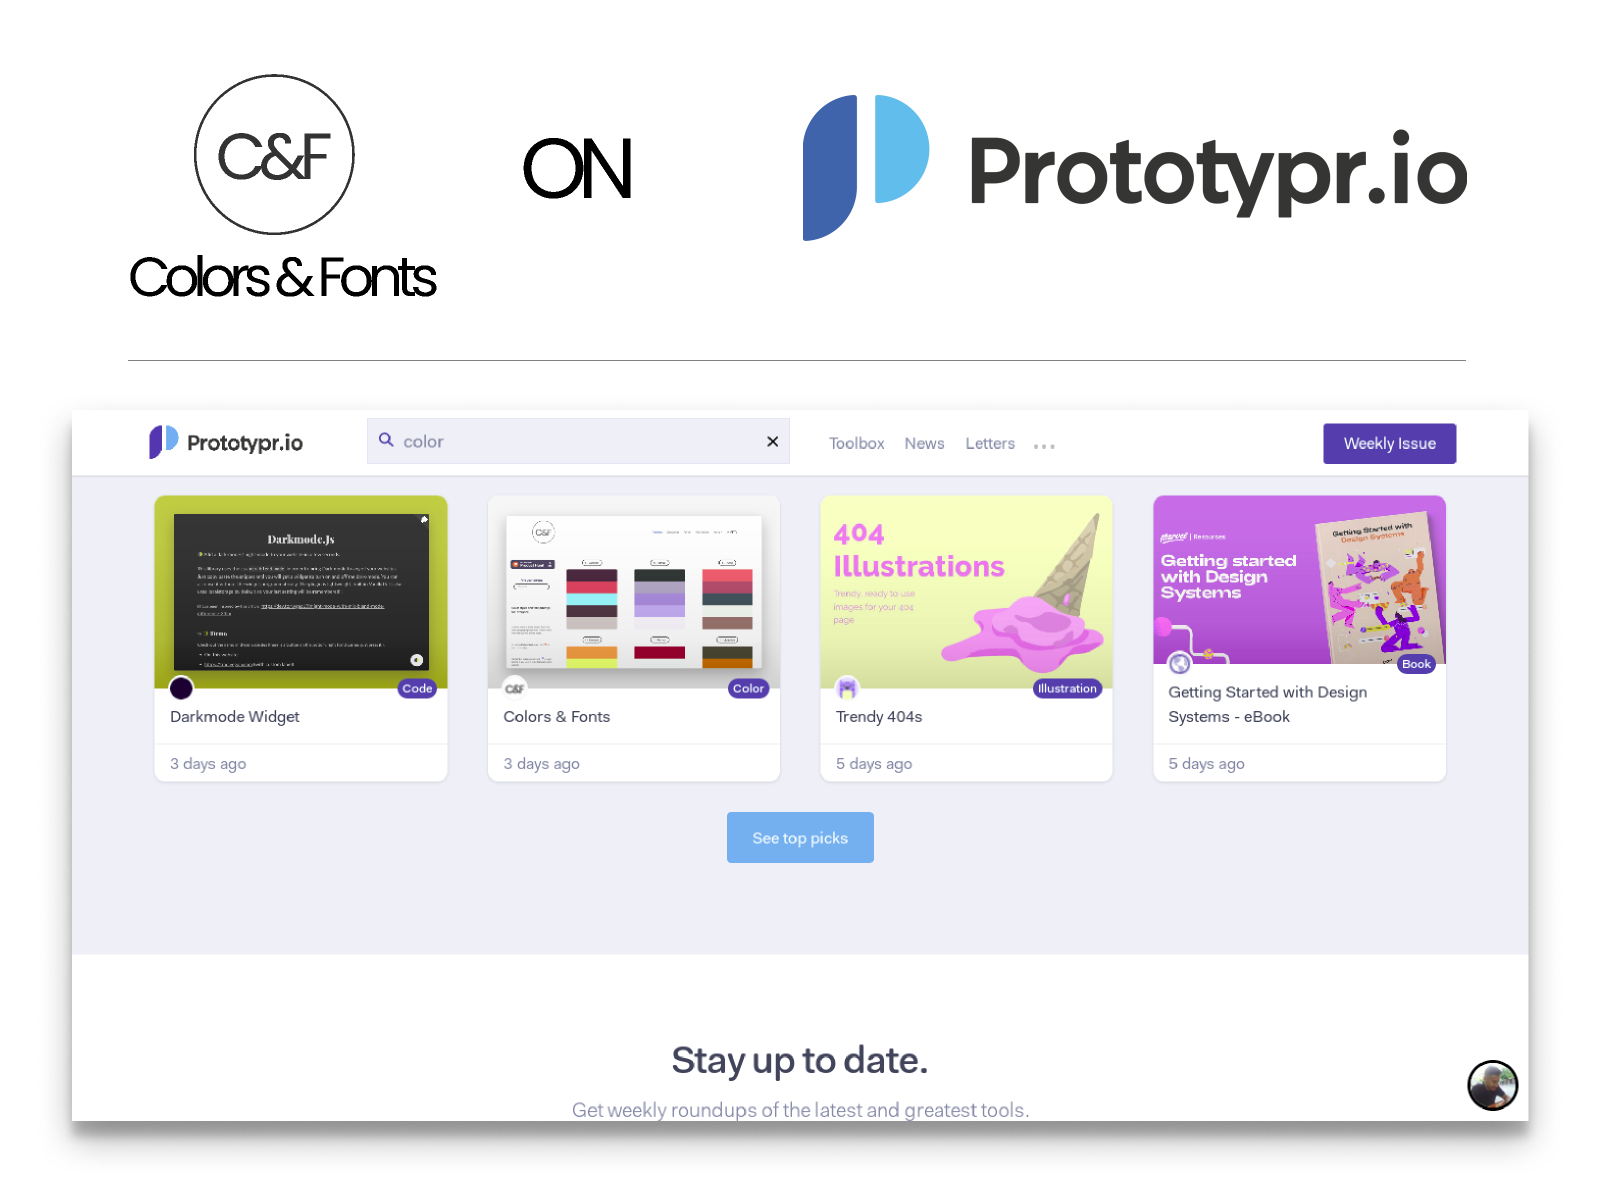 C&F
Colors & Fonts
ON
Prototypr.io
Prototypr.io
color
Toolbox
News
Letters
Weekly Issue
Darkmode.Js
Code
Darkmode Widget
3 days ago
C&F
C&F
Color
Colors & Fonts
3 days ago
404
Illustrations
Trendy, ready to use
images for your 404
page
Illustration
Trendy 404s
5 days ago
Marvel | Resources
Getting started
with Design
Systems
Getting Started with
Design Systems
Book
Getting Started with Design
Systems - eBook
5 days ago
See top picks
Stay up to date.
Get weekly roundups of the latest and greatest tools.